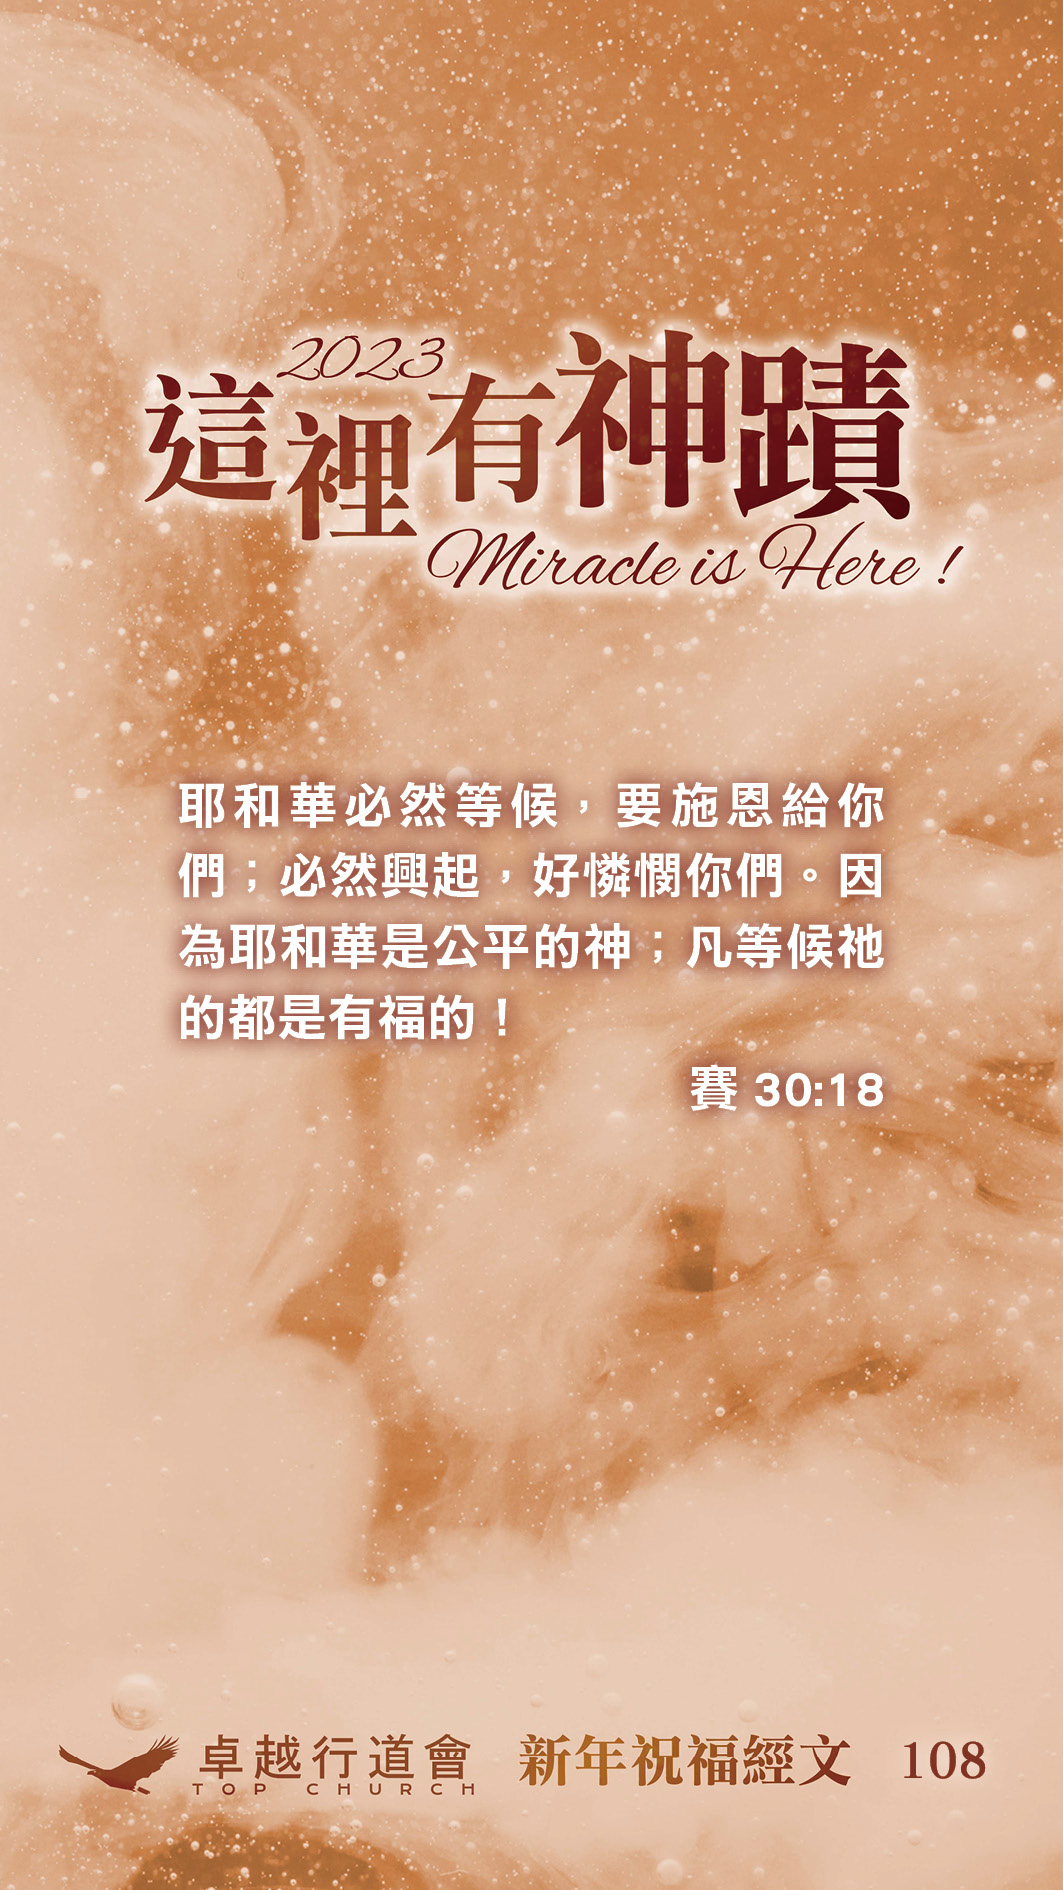 2023
這裡有神蹟
Miracle is Here!
耶和華必然等候，要施恩給你
們；必然興起，好憐憫你們。因
為耶和華是公平的神；凡等候祂
的都是有福的！
賽 30:18
卓越行道會
TOP CHURCH
新年祝福經文 108